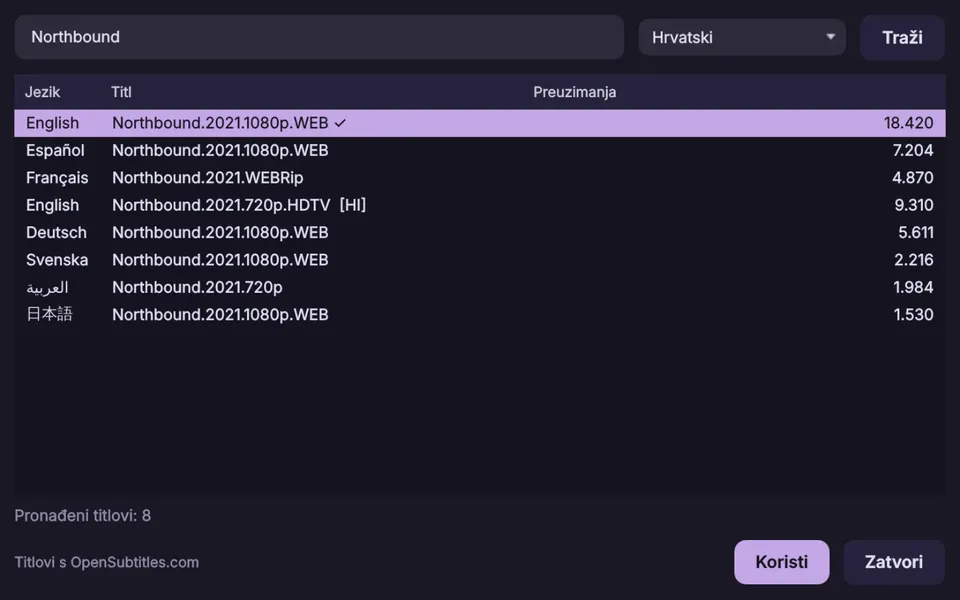 Northbound Hrvatski Traži
Jezik Titl Preuzimanja
English Northbound.2021.1080p.WEB ✓ 18.420
Español Northbound.2021.1080p.WEB 7.204
Français Northbound.2021.WEBRip 4.870
English Northbound.2021.720p.HDTV [HI] 9.310
Deutsch Northbound.2021.1080p.WEB 5.611
Svenska Northbound.2021.1080p.WEB 2.216
العربية Northbound.2021.720p 1.984
日本語 Northbound.2021.1080p.WEB 1.530
Pronađeni titlovi: 8
Titlovi s OpenSubtitles.com Koristi Zatvori